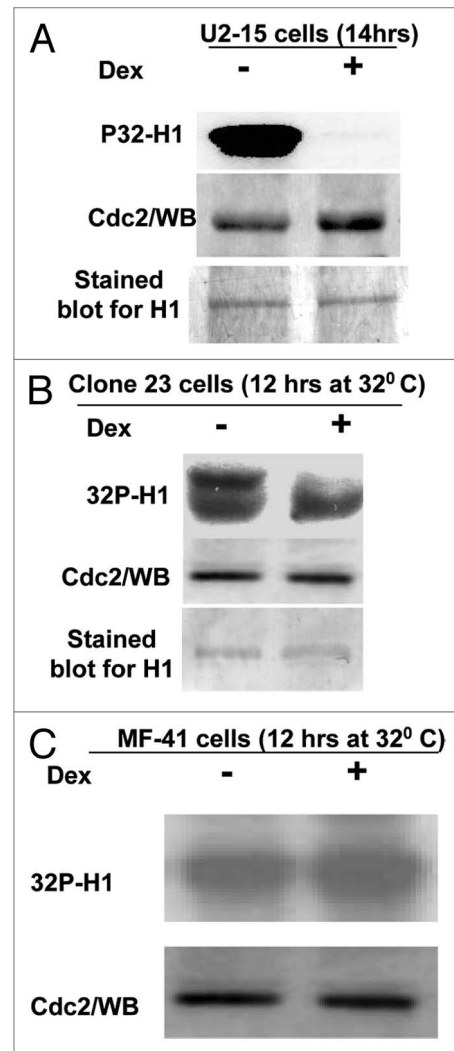 A
U2-15 cells (14hrs)
Dex - +
P32-H1
Cdc2/WB
Stained
blot for H1
B Clone 23 cells (12 hrs at 32⁰ C)
Dex - +
32P-H1
Cdc2/WB
Stained
blot for H1
C MF-41 cells (12 hrs at 32⁰ C)
Dex - +
32P-H1
Cdc2/WB